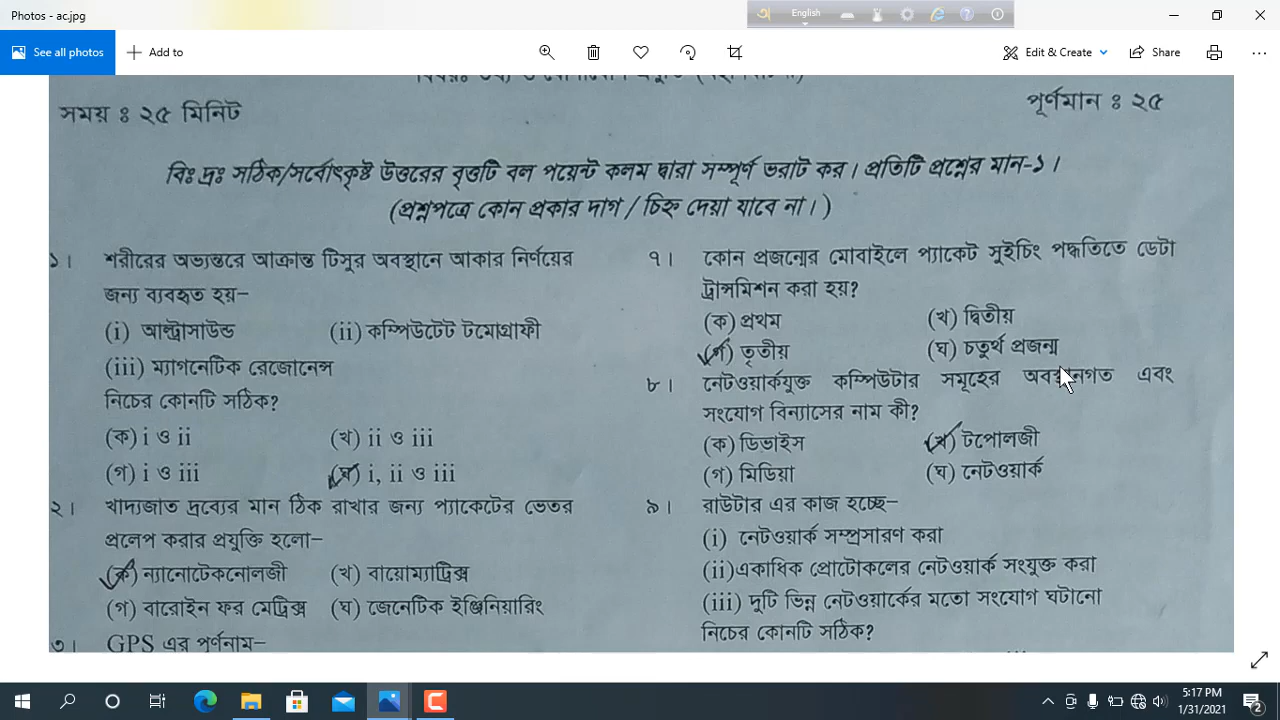 Photos - ac.jpg
English
See all photos
Add to
Edit & Create
Share
সময় ঃ ২৫ মিনিট
পূর্ণমান ঃ ২৫
বিঃ দ্রঃ সঠিক/সর্বোৎকৃষ্ট উত্তরের বৃত্তটি বল পয়েন্ট কলম দ্বারা সম্পূর্ণ ভরাট কর। প্রতিটি প্রশ্নের মান-১।
(প্রশ্নপত্রে কোন প্রকার দাগ / চিহ্ন দেয়া যাবে না।)
১। শরীরের অভ্যন্তরে আক্রান্ত টিসুর অবস্থানে আকার নির্ণয়ের
জন্য ব্যবহৃত হয়–
(i) আল্ট্রাসাউন্ড (ii) কম্পিউটেট টমোগ্রাফী
(iii) ম্যাগনেটিক রেজোনেন্স
নিচের কোনটি সঠিক?
(ক) i ও ii (খ) ii ও iii
(গ) i ও iii (ঘ) i, ii ও iii
২। খাদ্যজাত দ্রব্যের মান ঠিক রাখার জন্য প্যাকেটের ভেতর
প্রলেপ করার প্রযুক্তি হলো–
(ক) ন্যানোটেকনোলজী (খ) বায়োম্যাট্রিক্স
(গ) বারোইন ফর মেট্রিক্স (ঘ) জেনেটিক ইঞ্জিনিয়ারিং
৩। GPS এর পূর্ণনাম–
৭। কোন প্রজন্মের মোবাইলে প্যাকেট সুইচিং পদ্ধতিতে ডেটা
ট্রান্সমিশন করা হয়?
(ক) প্রথম (খ) দ্বিতীয়
(গ) তৃতীয় (ঘ) চতুর্থ প্রজন্ম
৮। নেটওয়ার্কযুক্ত কম্পিউটার সমূহের অবস্থানগত এবং
সংযোগ বিন্যাসের নাম কী?
(ক) ডিভাইস (খ) টপোলজী
(গ) মিডিয়া (ঘ) নেটওয়ার্ক
৯। রাউটার এর কাজ হচ্ছে–
(i) নেটওয়ার্ক সম্প্রসারণ করা
(ii) একাধিক প্রোটোকলের নেটওয়ার্ক সংযুক্ত করা
(iii) দুটি ভিন্ন নেটওয়ার্কের মতো সংযোগ ঘটানো
নিচের কোনটি সঠিক?
5:17 PM
1/31/2021
2